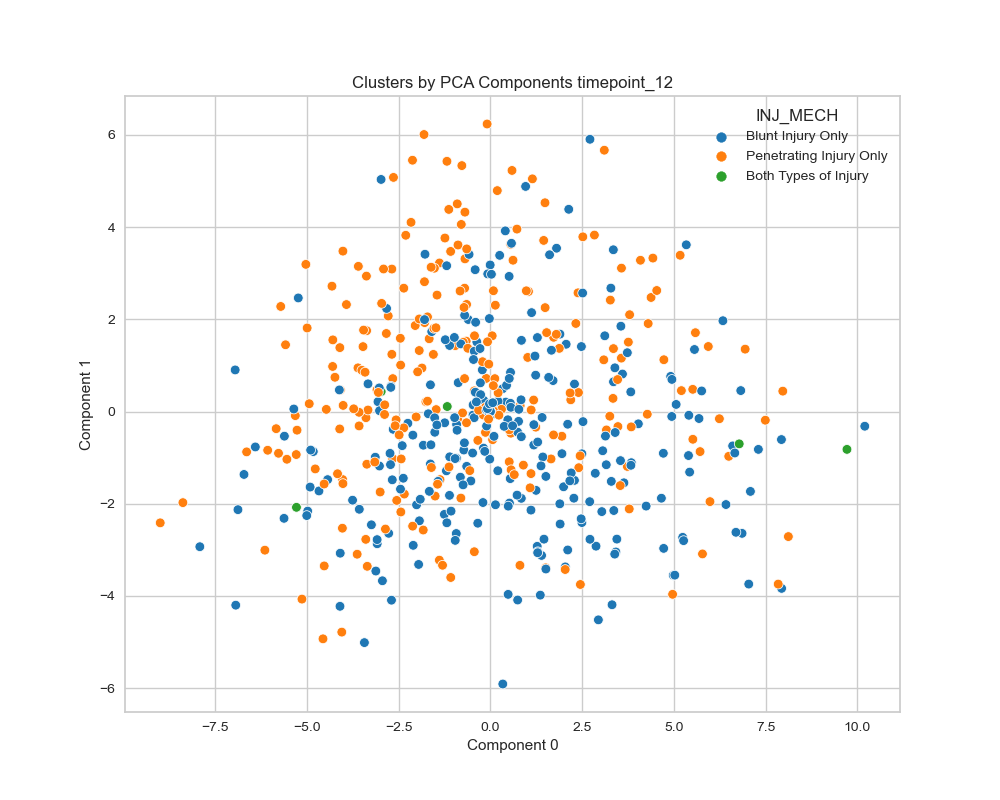 Clusters by PCA Components timepoint_12
INJ_MECH
Blunt Injury Only
Penetrating Injury Only
Both Types of Injury
6
4
2
0
−2
−4
−6
Component 1
−7.5 −5.0 −2.5 0.0 2.5 5.0 7.5 10.0
Component 0